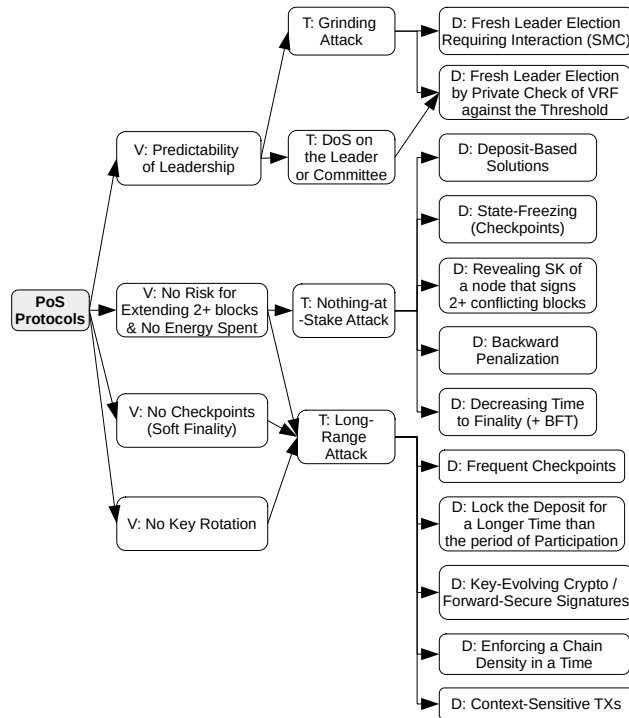 PoS
Protocols
V: Predictability
of Leadership
V: No Risk for
Extending 2+ blocks
& No Energy Spent
V: No Checkpoints
(Soft Finality)
V: No Key Rotation
T: Grinding
Attack
T: DoS on
the Leader
or Committee
T: Nothing-at
-Stake Attack
T: Long-
Range
Attack
D: Fresh Leader Election
Requiring Interaction (SMC)
D: Fresh Leader Election
by Private Check of VRF
against the Threshold
D: Deposit-Based
Solutions
D: State-Freezing
(Checkpoints)
D: Revealing SK of
a node that signs
2+ conflicting blocks
D: Backward
Penalization
D: Decreasing Time
to Finality (+ BFT)
D: Frequent Checkpoints
D: Lock the Deposit for
a Longer Time than
the period of Participation
D: Key-Evolving Crypto /
Forward-Secure Signatures
D: Enforcing a Chain
Density in a Time
D: Context-Sensitive TXs